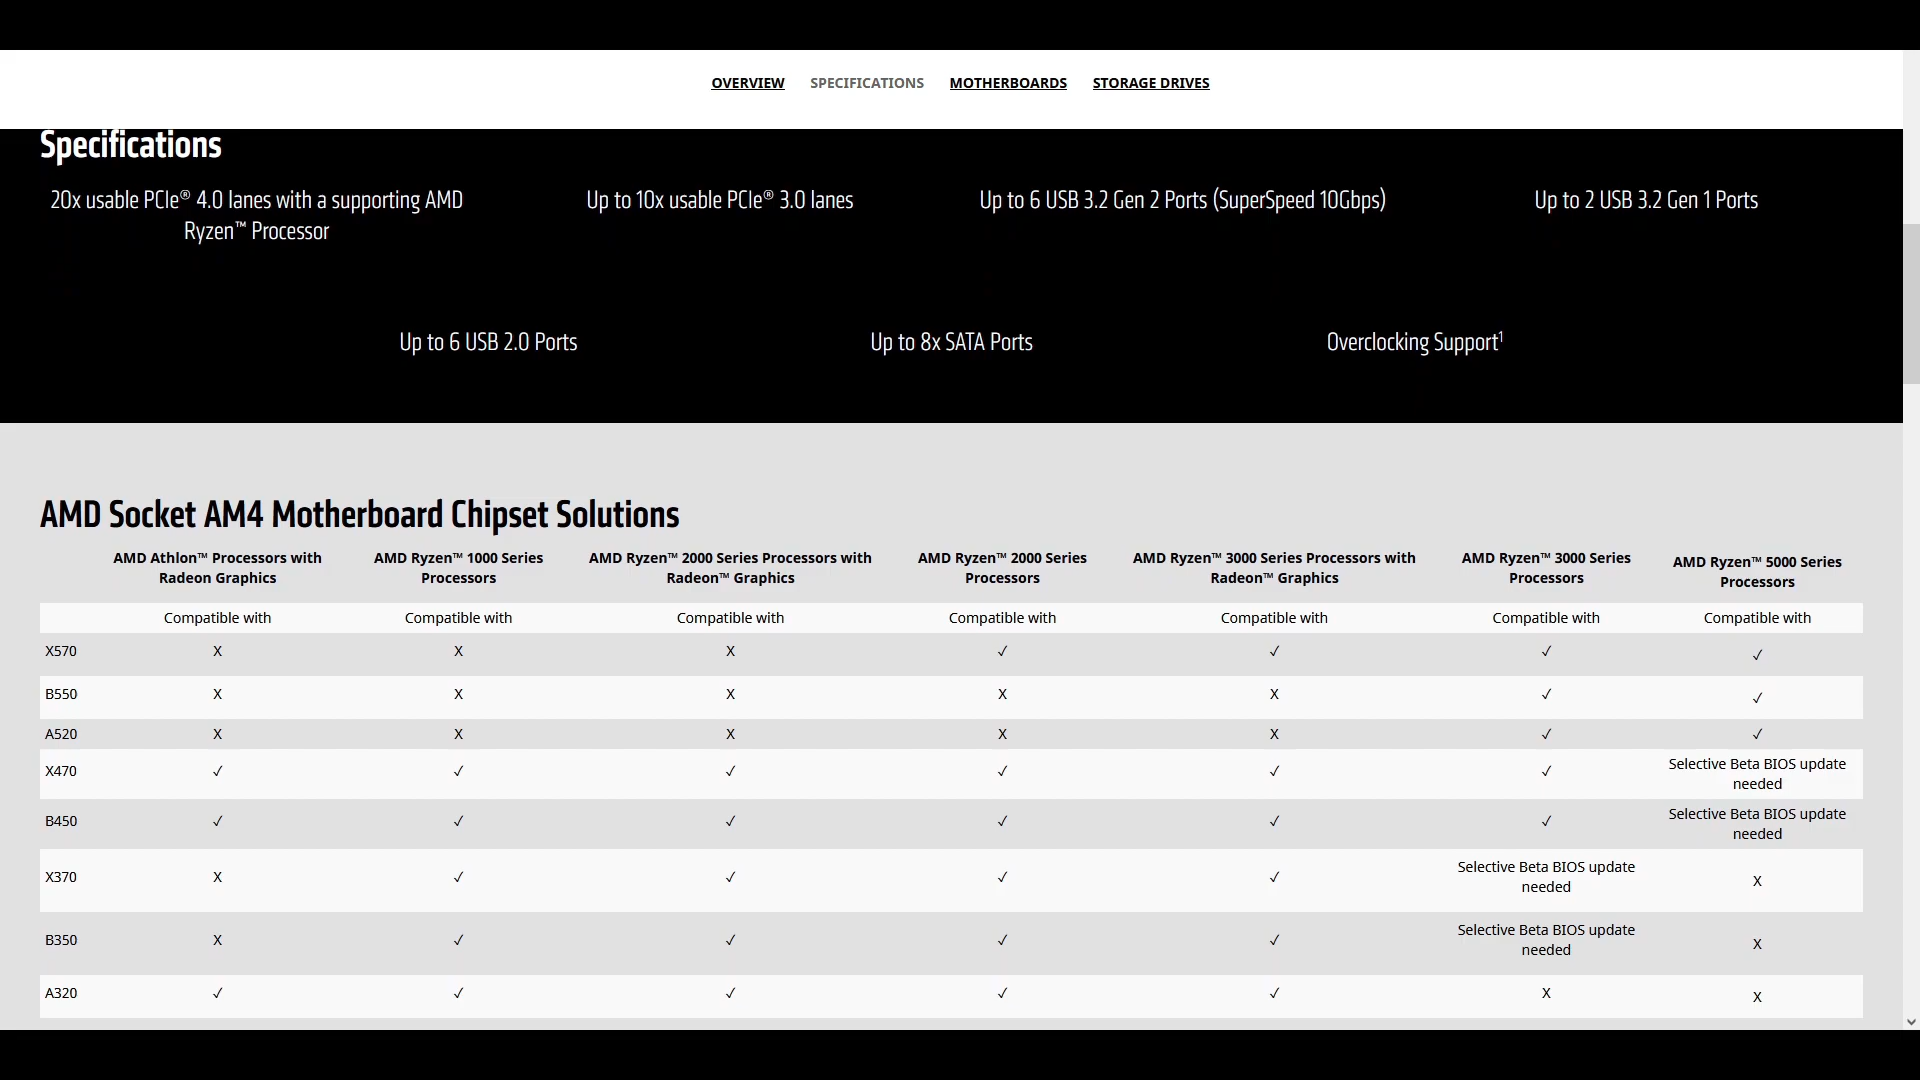 OVERVIEW SPECIFICATIONS MOTHERBOARDS STORAGE DRIVES
Specifications
20x usable PCIe® 4.0 lanes with a supporting AMD
Ryzen™ Processor
Up to 10x usable PCIe® 3.0 lanes
Up to 6 USB 3.2 Gen 2 Ports (SuperSpeed 10Gbps)
Up to 2 USB 3.2 Gen 1 Ports
Up to 6 USB 2.0 Ports
Up to 8x SATA Ports
Overclocking Support¹
AMD Socket AM4 Motherboard Chipset Solutions
AMD Athlon™ Processors with
Radeon Graphics
AMD Ryzen™ 1000 Series
Processors
AMD Ryzen™ 2000 Series Processors with
Radeon™ Graphics
AMD Ryzen™ 2000 Series
Processors
AMD Ryzen™ 3000 Series Processors with
Radeon™ Graphics
AMD Ryzen™ 3000 Series
Processors
AMD Ryzen™ 5000 Series
Processors
Compatible with Compatible with Compatible with Compatible with Compatible with Compatible with Compatible with
X570 X X X ✓ ✓ ✓ ✓
B550 X X X X X ✓ ✓
A520 X X X X X ✓ ✓
X470 ✓ ✓ ✓ ✓ ✓ ✓ Selective Beta BIOS update
needed
B450 ✓ ✓ ✓ ✓ ✓ ✓ Selective Beta BIOS update
needed
X370 X ✓ ✓ ✓ ✓ Selective Beta BIOS update
needed
X
B350 X ✓ ✓ ✓ ✓ Selective Beta BIOS update
needed
X
A320 ✓ ✓ ✓ ✓ ✓ X X